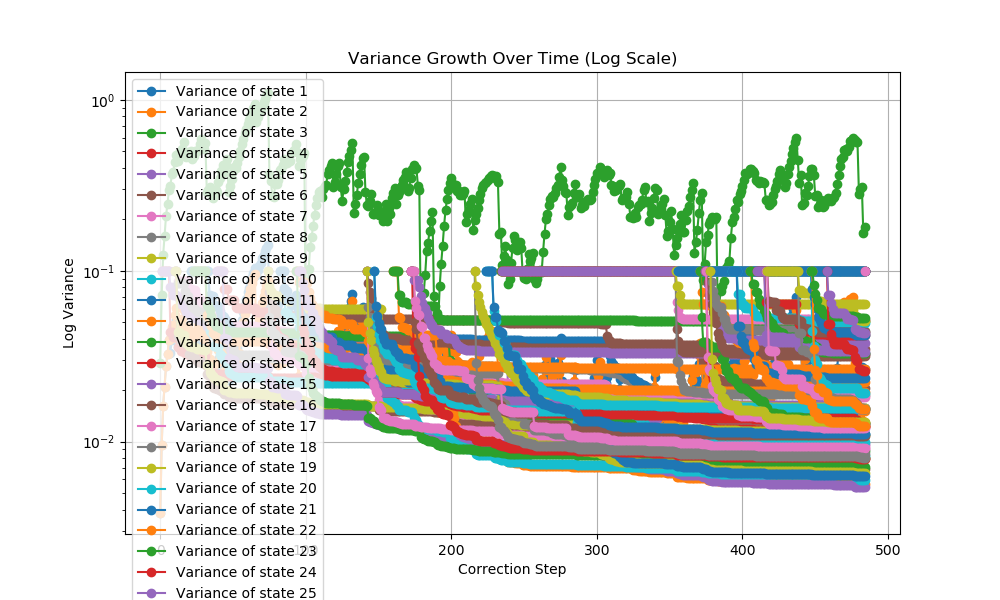 Variance Growth Over Time (Log Scale)
Log Variance
10⁰
10⁻¹
10⁻²
Variance of state 1
Variance of state 2
Variance of state 3
Variance of state 4
Variance of state 5
Variance of state 6
Variance of state 7
Variance of state 8
Variance of state 9
Variance of state 10
Variance of state 11
Variance of state 12
Variance of state 13
Variance of state 14
Variance of state 15
Variance of state 16
Variance of state 17
Variance of state 18
Variance of state 19
Variance of state 20
Variance of state 21
Variance of state 22
Variance of state 23
Variance of state 24
Variance of state 25
0 100 200 300 400 500
Correction Step